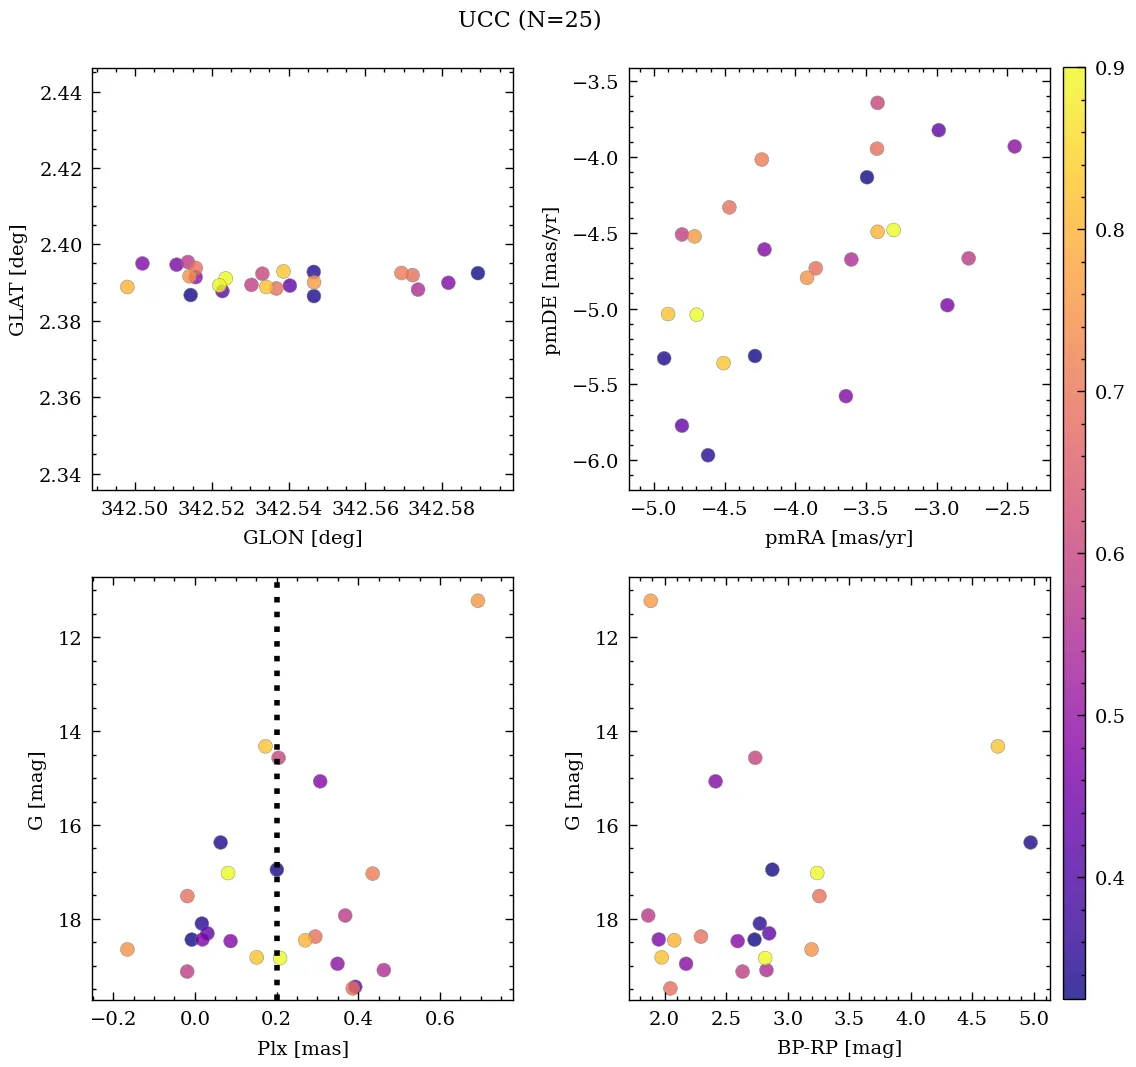 UCC (N=25)
2.44
2.42
2.40
2.38
2.36
2.34
GLAT [deg]
342.50 342.52 342.54 342.56 342.58
GLON [deg]
−3.5
−4.0
−4.5
−5.0
−5.5
−6.0
pmDE [mas/yr]
−5.0 −4.5 −4.0 −3.5 −3.0 −2.5
pmRA [mas/yr]
12
14
16
18
G [mag]
−0.2 0.0 0.2 0.4 0.6
Plx [mas]
12
14
16
18
G [mag]
2.0 2.5 3.0 3.5 4.0 4.5 5.0
BP-RP [mag]
0.9
0.8
0.7
0.6
0.5
0.4